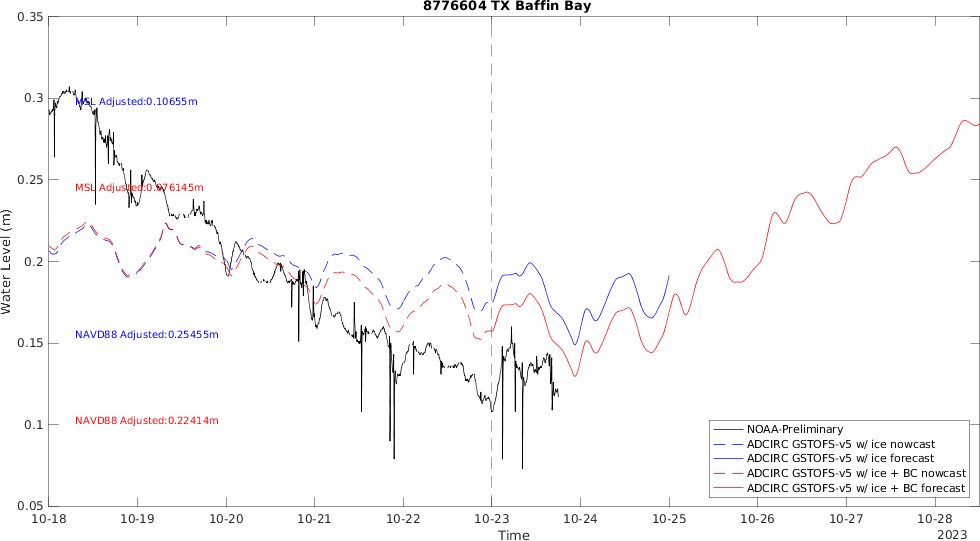 8776604 TX Baffin Bay
0.35
0.3
0.25
0.2
0.15
0.1
0.05
Water Level (m)
MSL Adjusted:0.10655m
MSL Adjusted:0.076145m
NAVD88 Adjusted:0.25455m
NAVD88 Adjusted:0.22414m
NOAA-Preliminary
ADCIRC GSTOFS-v5 w/ ice nowcast
ADCIRC GSTOFS-v5 w/ ice forecast
ADCIRC GSTOFS-v5 w/ ice + BC nowcast
ADCIRC GSTOFS-v5 w/ ice + BC forecast
10-18 10-19 10-20 10-21 10-22 10-23 10-24 10-25 10-26 10-27 10-28
Time
2023